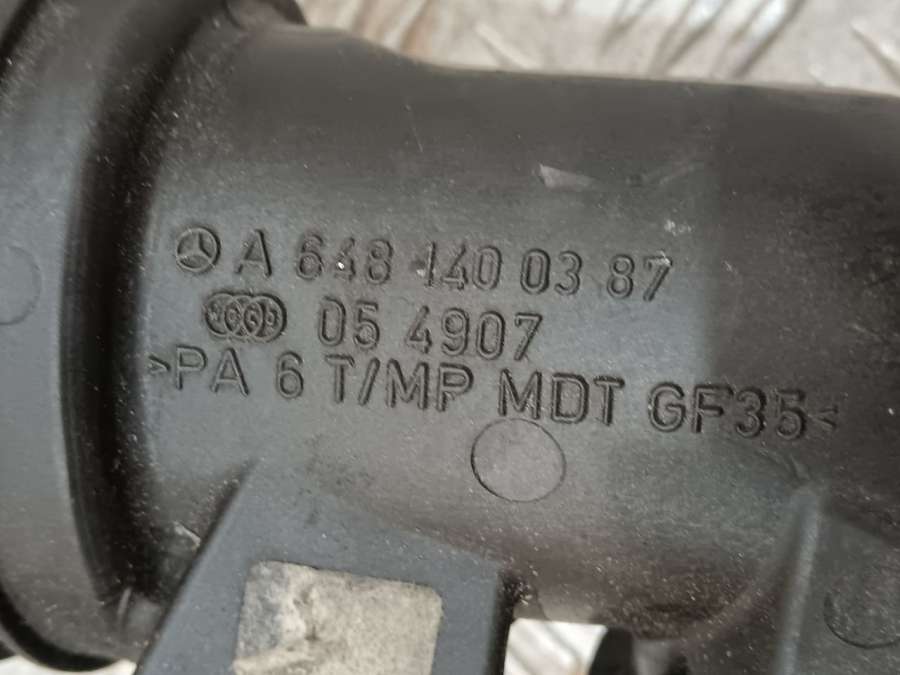 A 648 140 03 87
05 4907
>PA 6 T/MP MDT GF35<